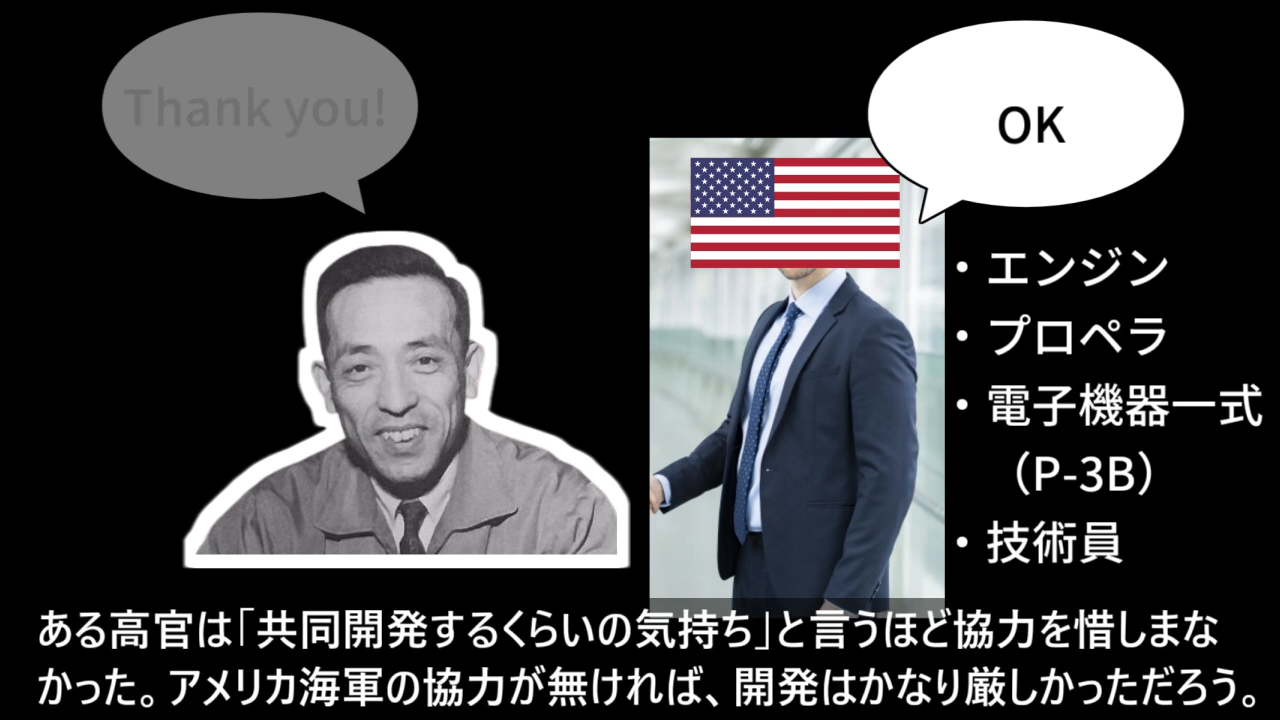 Thank you!
OK
・エンジン
・プロペラ
・電子機器一式
（P-3B）
・技術員
ある高官は「共同開発するくらいの気持ち」と言うほど協力を惜しまな
かった。アメリカ海軍の協力が無ければ、開発はかなり厳しかっただろう。